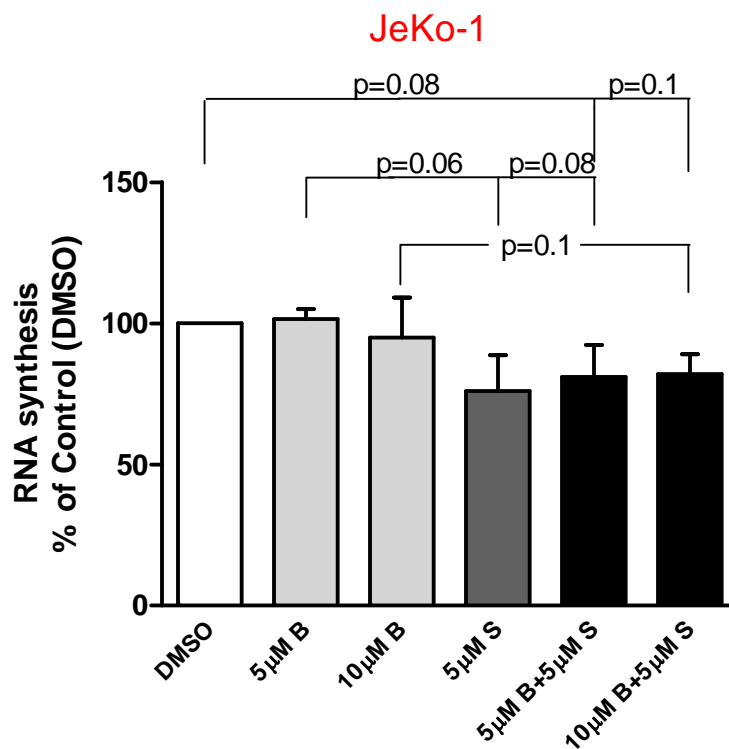 JeKo-1
p=0.08
p=0.1
p=0.06
p=0.08
p=0.1
150
100
50
0
RNA synthesis
% of Control (DMSO)
DMSO
5µM B
10µM B
5µM S
5µM B+5µM S
10µM B+5µM S